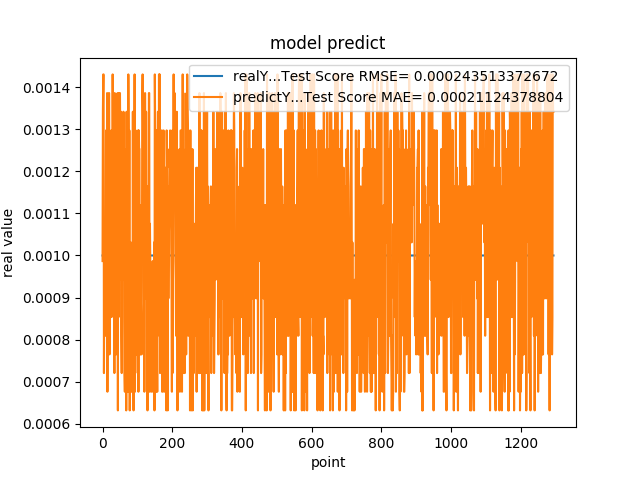 model predict
realY...Test Score RMSE= 0.000243513372672
predictY...Test Score MAE= 0.00021124378804
0.0014
0.0013
0.0012
0.0011
0.0010
0.0009
0.0008
0.0007
0.0006
real value
0 200 400 600 800 1000 1200
point